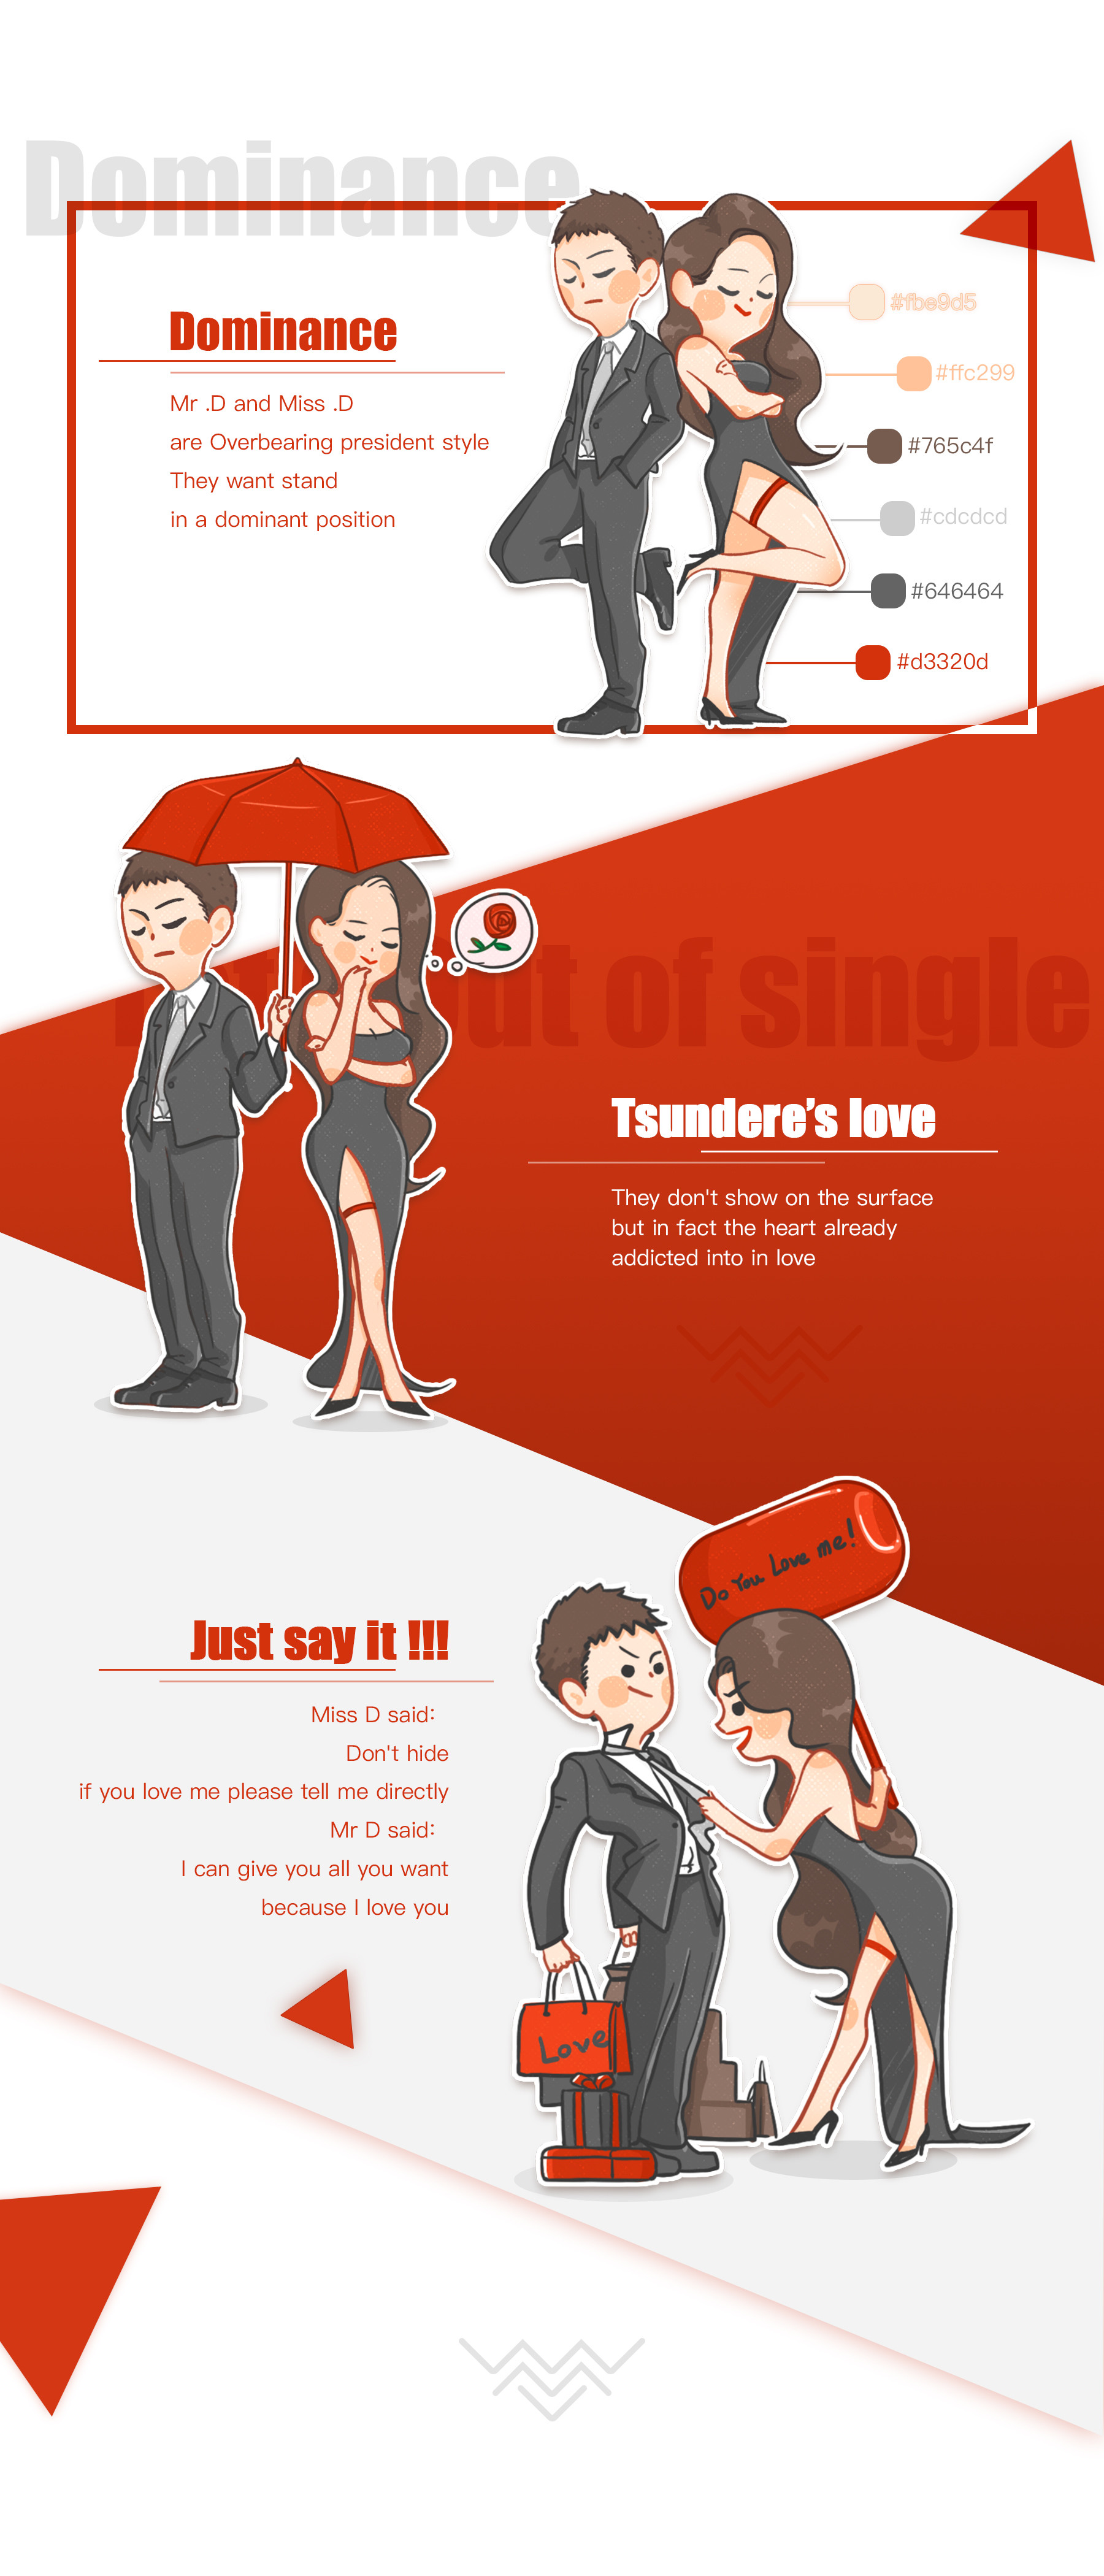 Dominance
Dominance
Mr .D and Miss .D
are Overbearing president style
They want stand
in a dominant position
#fbe9d5
#ffc299
#765c4f
#cdcdcd
#646464
#d3320d
out of single
Tsundere’s love
They don't show on the surface
but in fact the heart already
addicted into in love
Do You Love me!
Just say it !!!
Miss D said:
Don't hide
if you love me please tell me directly
Mr D said:
I can give you all you want
because I love you
Love